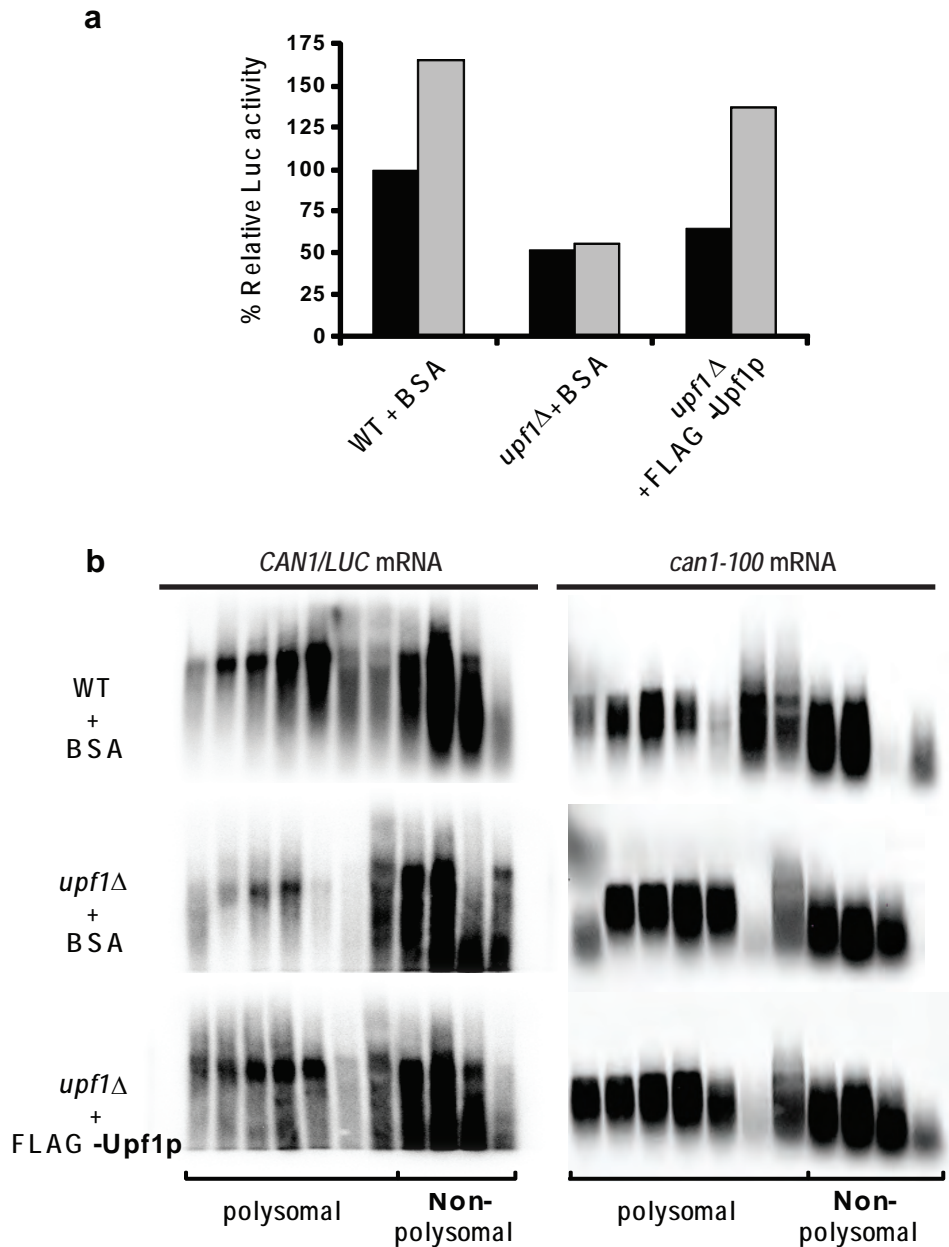 a
% Relative Luc activity
175
150
125
100
75
50
25
0
WT + BSA
upf1Δ+BSA
upf1Δ
+FLAG -Upf1p
b
CAN1/LUC mRNA
can1-100 mRNA
WT
+
BSA
upf1Δ
+
BSA
upf1Δ
+
FLAG -Upf1p
polysomal
Non-
polysomal
polysomal
Non-
polysomal